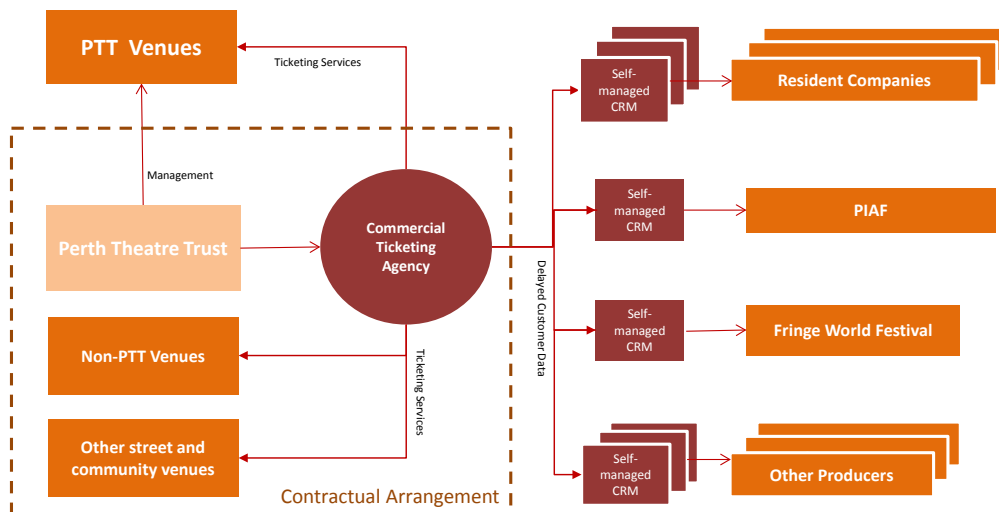 PTT  Venues
Ticketing Services
Management
Perth Theatre Trust
Commercial
Ticketing
Agency
Non-PTT Venues
Ticketing Services
Other street and
community venues
Contractual Arrangement
Delayed Customer Data
Self-
managed
CRM
Resident Companies
Self-
managed
CRM
PIAF
Self-
managed
CRM
Fringe World Festival
Self-
managed
CRM
Other Producers